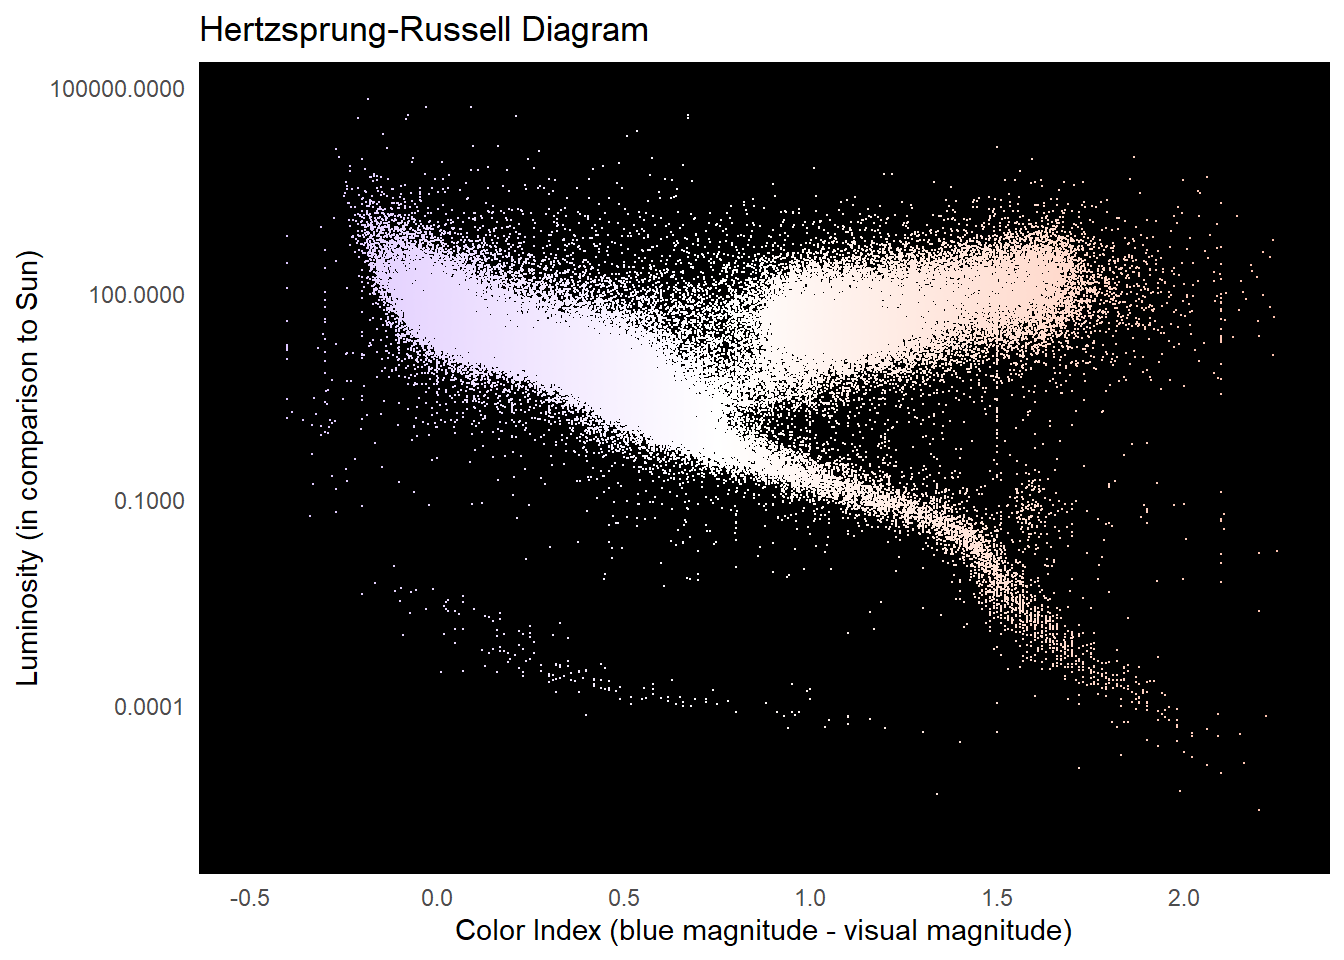 Hertzsprung-Russell Diagram
Luminosity (in comparison to Sun)
100000.0000
100.0000
0.1000
0.0001
-0.5 0.0 0.5 1.0 1.5 2.0
Color Index (blue magnitude - visual magnitude)